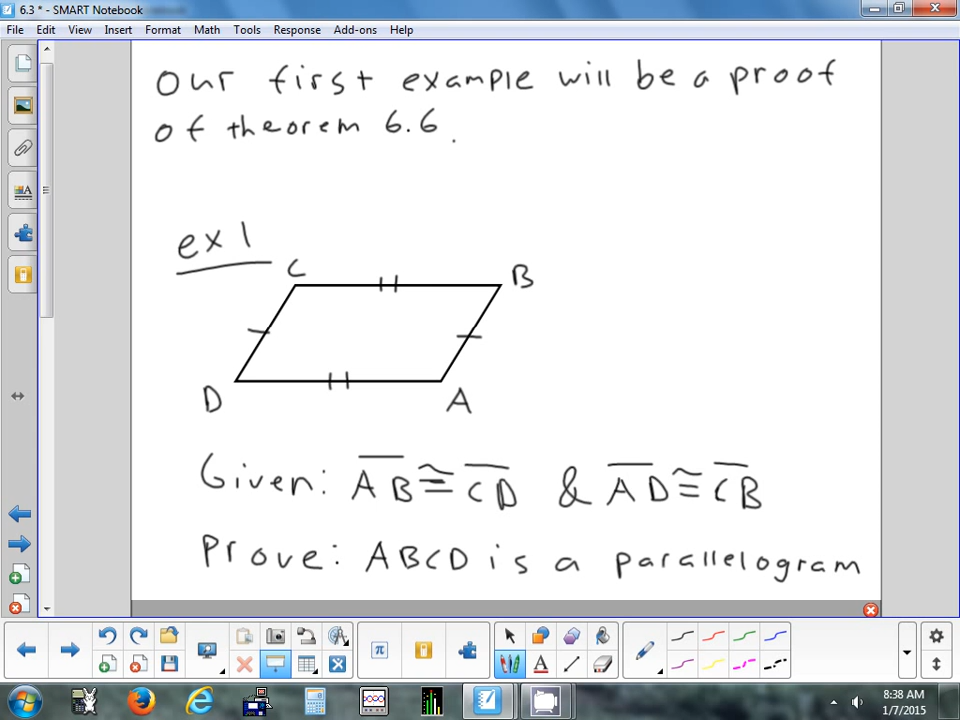 6.3 * - SMART Notebook
File Edit View Insert Format Math Tools Response Add-ons Help
Our first example will be a proof
of theorem 6.6.
ex 1
C
B
D
A
Given: AB ≅ CD & AD ≅ CB
Prove: ABCD is a parallelogram
π
A
8:38 AM
1/7/2015